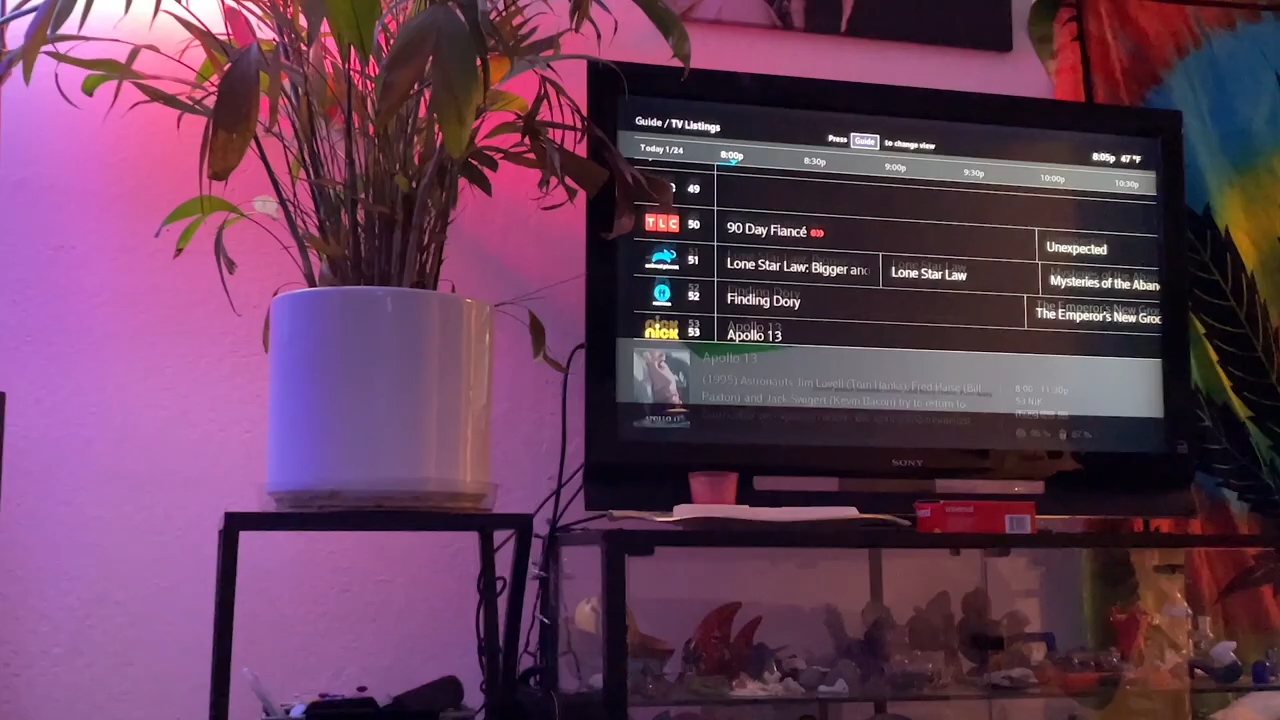 Guide / TV Listings
Press Guide to change view
8:05p 47 °F
Today 1/24 8:00p 8:30p 9:00p 9:30p 10:00p 10:30p
49
TLC 50 90 Day Fiancé Unexpected
51 Lone Star Law: Bigger and Lone Star Law Mysteries of the Aban
52 Finding Dory The Emperor's New Groo
nick 53 Apollo 13
Apollo 13
(1995) Astronauts Jim Lovell (Tom Hanks), Fred Haise (Bill
Paxton) and Jack Swigert (Kevin Bacon) try to return to
8:00 - 11:30p
53 NIK
APOLLO 13
SONY